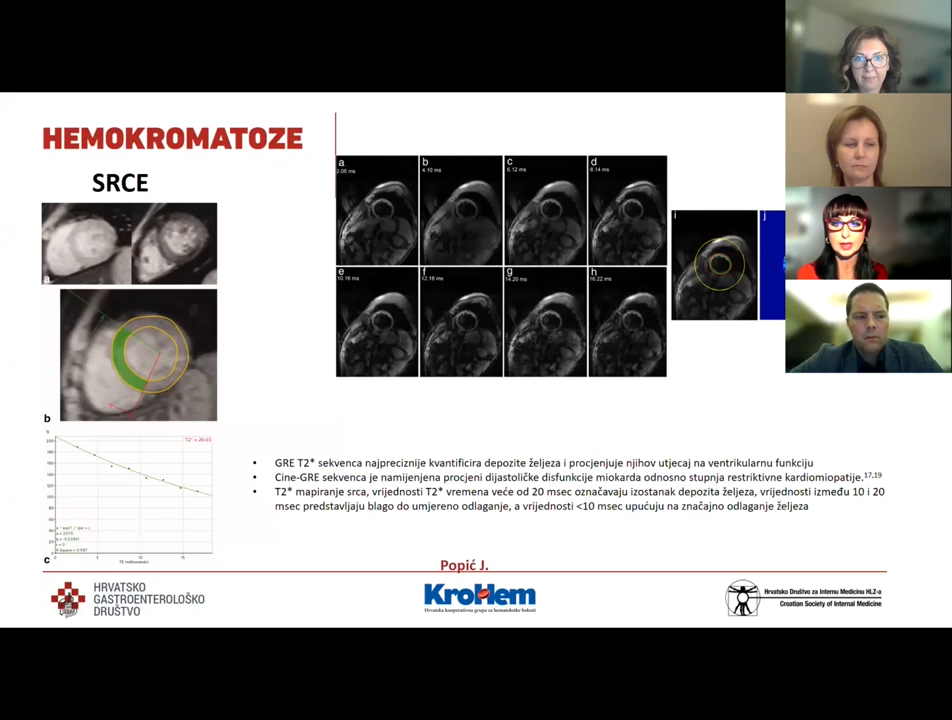 HEMOKROMATOZE
SRCE
a
b
c
T2* = 26.03
a
2.08 ms
b
4.10 ms
c
6.12 ms
d
8.14 ms
e
10.16 ms
f
12.18 ms
g
14.20 ms
h
16.22 ms
i
j
• GRE T2* sekvenca najpreciznije kvantificira depozite željeza i procjenjuje njihov utjecaj na ventrikularnu funkciju
• Cine-GRE sekvenca je namijenjena procjeni dijastoličke disfunkcije miokarda odnosno stupnja restriktivne kardiomiopatije.17,19
• T2* mapiranje srca, vrijednosti T2* vremena veće od 20 msec označavaju izostanak depozita željeza, vrijednosti između 10 i 20
msec predstavljaju blago do umjereno odlaganje, a vrijednosti <10 msec upućuju na značajno odlaganje željeza
Popić J.
HRVATSKO
GASTROENTEROLOŠKO
DRUŠTVO
KroHem
Hrvatska kooperativna grupa za hematološke bolesti
Hrvatsko Društvo za Internu Medicinu HLZ-a
Croatian Society of Internal Medicine